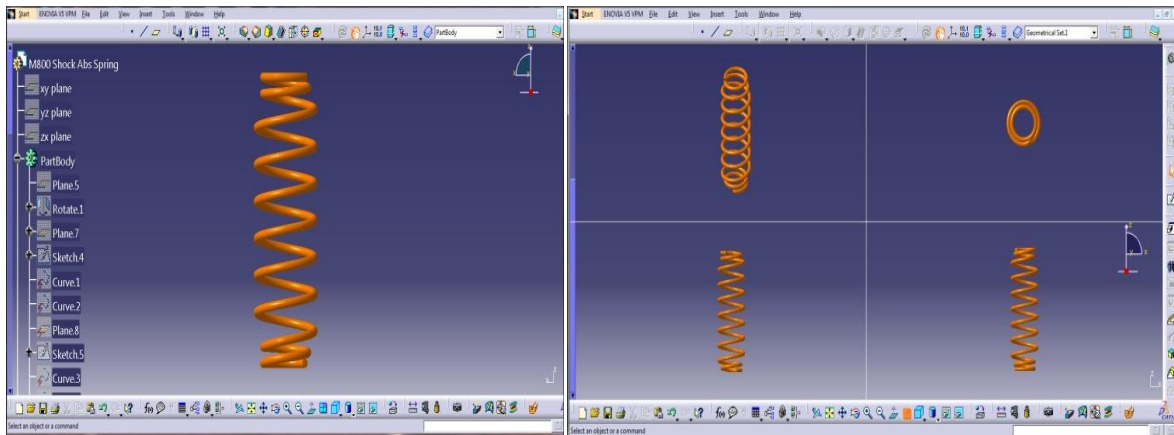 Start ENOVIA V5 VPM File Edit View Insert Tools Window Help
PartBody
M800 Shock Abs Spring
xy plane
yz plane
zx plane
PartBody
Plane.5
Rotate.1
Plane.7
Sketch.4
Curve.1
Curve.2
Plane.8
Sketch.5
Curve.3
Select an object or a command
Start ENOVIA V5 VPM File Edit View Insert Tools Window Help
Geometrical Set.1
Select an object or a command